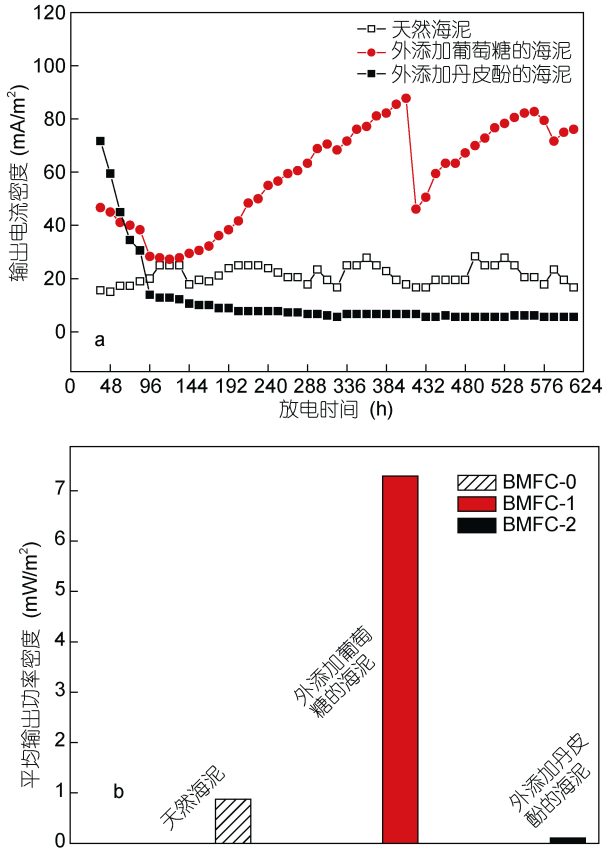 120
100
80
60
40
20
0
输出电流密度 (mA/m²)
天然海泥
外添加葡萄糖的海泥
外添加丹皮酚的海泥
a
0 48 96 144 192 240 288 336 384 432 480 528 576 624
放电时间 (h)
7
6
5
4
3
2
1
0
平均输出功率密度 (mW/m²)
BMFC-0
BMFC-1
BMFC-2
外添加葡萄
糖的海泥
天然海泥
外添加丹皮
酚的海泥
b